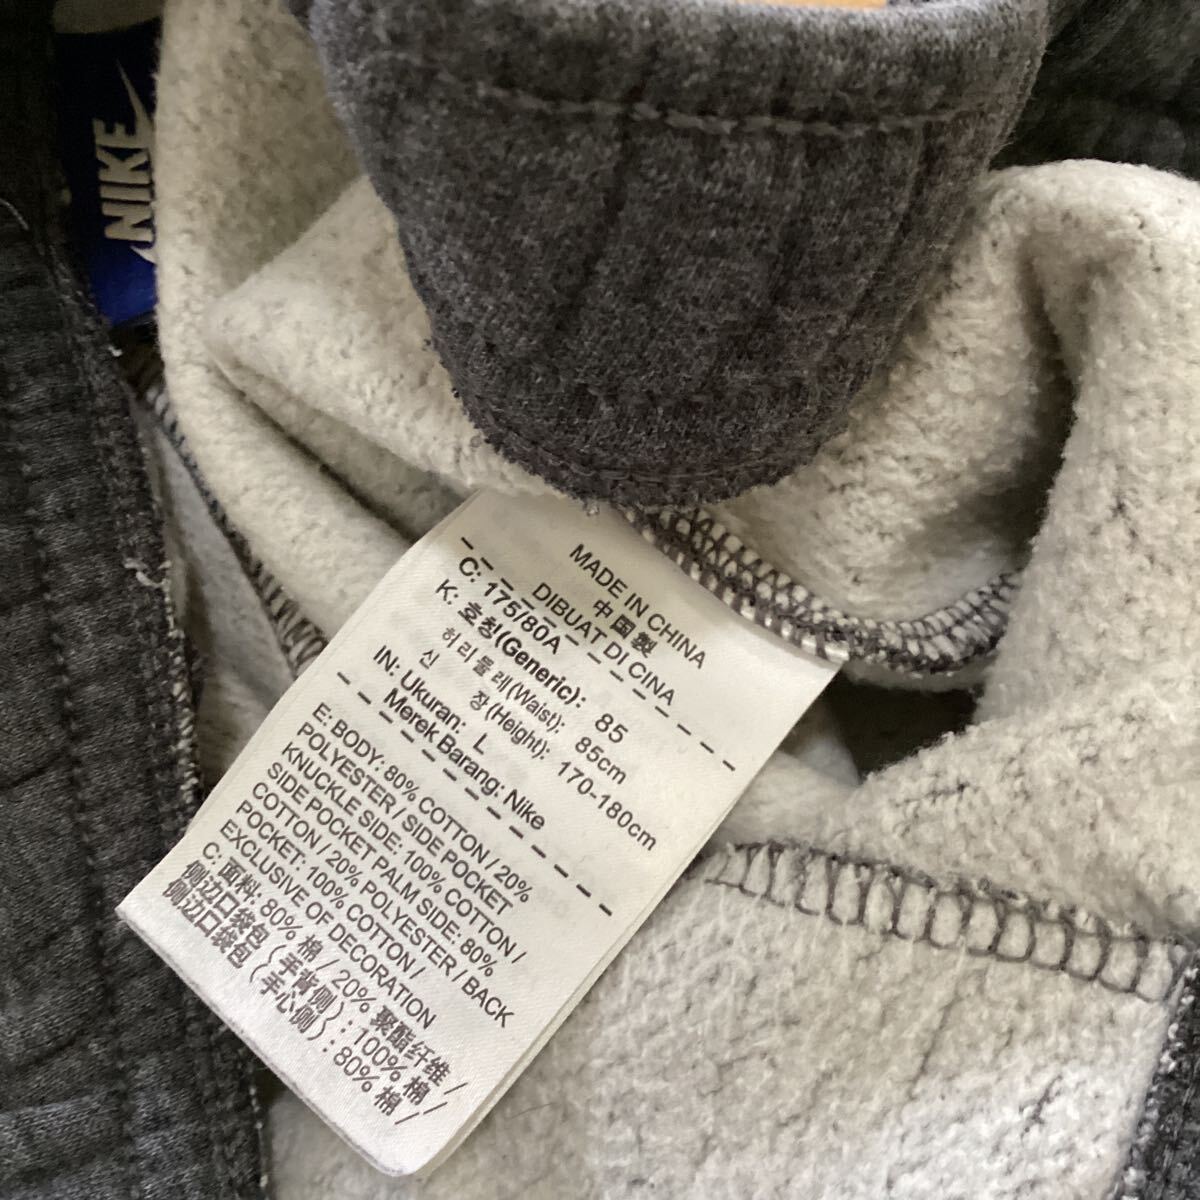 NIKE
MADE IN CHINA
中国製
DIBUAT DI CINA
C: 175/80A
K: 호칭(Generic): 85
허리둘레(Waist): 85cm
신 장(Height): 170-180cm
IN: Ukuran: L
Merek Barang: Nike
E: BODY: 80% COTTON / 20%
POLYESTER / SIDE POCKET
KNUCKLE SIDE: 100% COTTON /
SIDE POCKET PALM SIDE: 80%
COTTON / 20% POLYESTER / BACK
POCKET: 100% COTTON /
EXCLUSIVE OF DECORATION
C: 面料: 80% 棉 / 20% 聚酯纤维 /
侧边口袋包 (手背侧) : 100% 棉 /
侧边口袋包 (手心侧) : 80% 棉 /